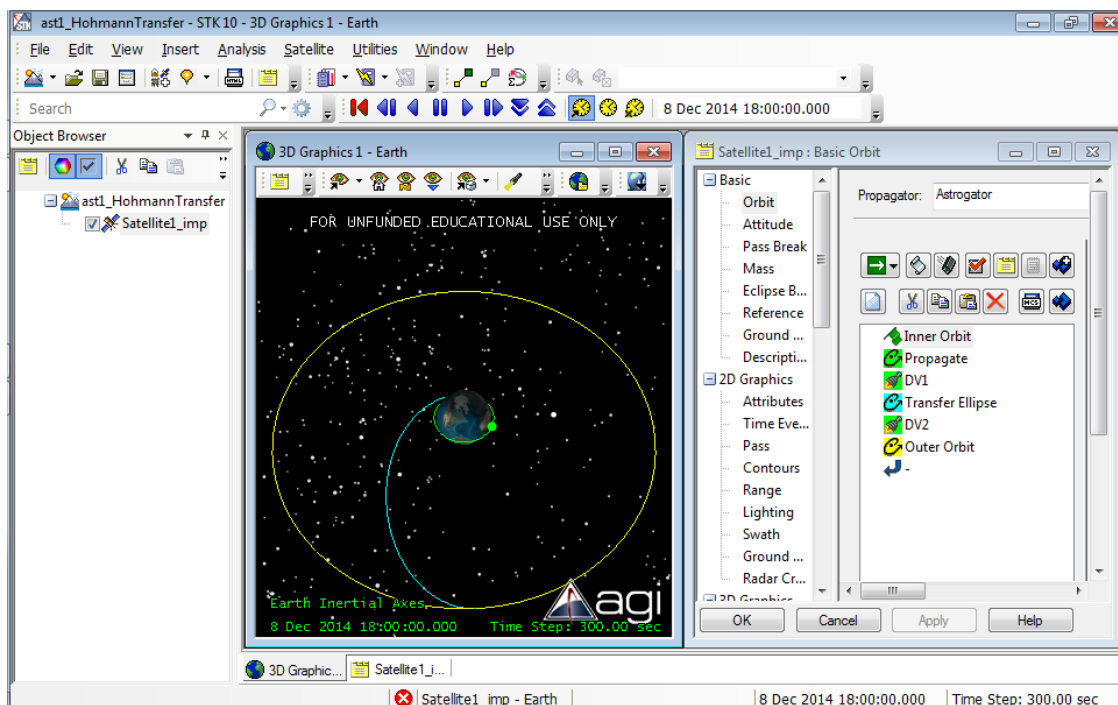 ast1_HohmannTransfer - STK 10 - 3D Graphics 1 - Earth
File Edit View Insert Analysis Satellite Utilities Window Help
Search
8 Dec 2014 18:00:00.000
Object Browser
ast1_HohmannTransfer
Satellite1_imp
3D Graphics 1 - Earth
FOR UNFUNDED EDUCATIONAL USE ONLY
Earth Inertial Axes
8 Dec 2014 18:00:00.000 Time Step: 300.00 sec
agi
Satellite1_imp : Basic Orbit
Basic
Orbit
Attitude
Pass Break
Mass
Eclipse B...
Reference
Ground ...
Descripti...
2D Graphics
Attributes
Time Eve...
Pass
Contours
Range
Lighting
Swath
Ground ...
Radar Cr...
3D Graphics
Propagator: Astrogator
HTML
MCS
Inner Orbit
Propagate
DV1
Transfer Ellipse
DV2
Outer Orbit
-
OK Cancel Apply Help
3D Graphic... Satellite1_i...
Satellite1_imp - Earth 8 Dec 2014 18:00:00.000 Time Step: 300.00 sec